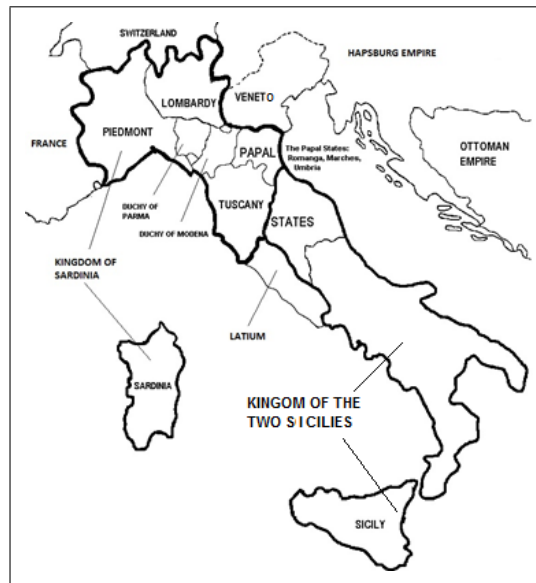 SWITZERLAND
HAPSBURG EMPIRE
LOMBARDY
VENETO
FRANCE
PIEDMONT
OTTOMAN
EMPIRE
The Papal States:
Romanga, Marches,
Umbria
PAPAL
DUCHY OF
PARMA
TUSCANY
DUCHY OF MODENA
STATES
KINGDOM OF
SARDINIA
LATIUM
SARDINIA
KINGOM OF THE
TWO SICILIES
SICILY